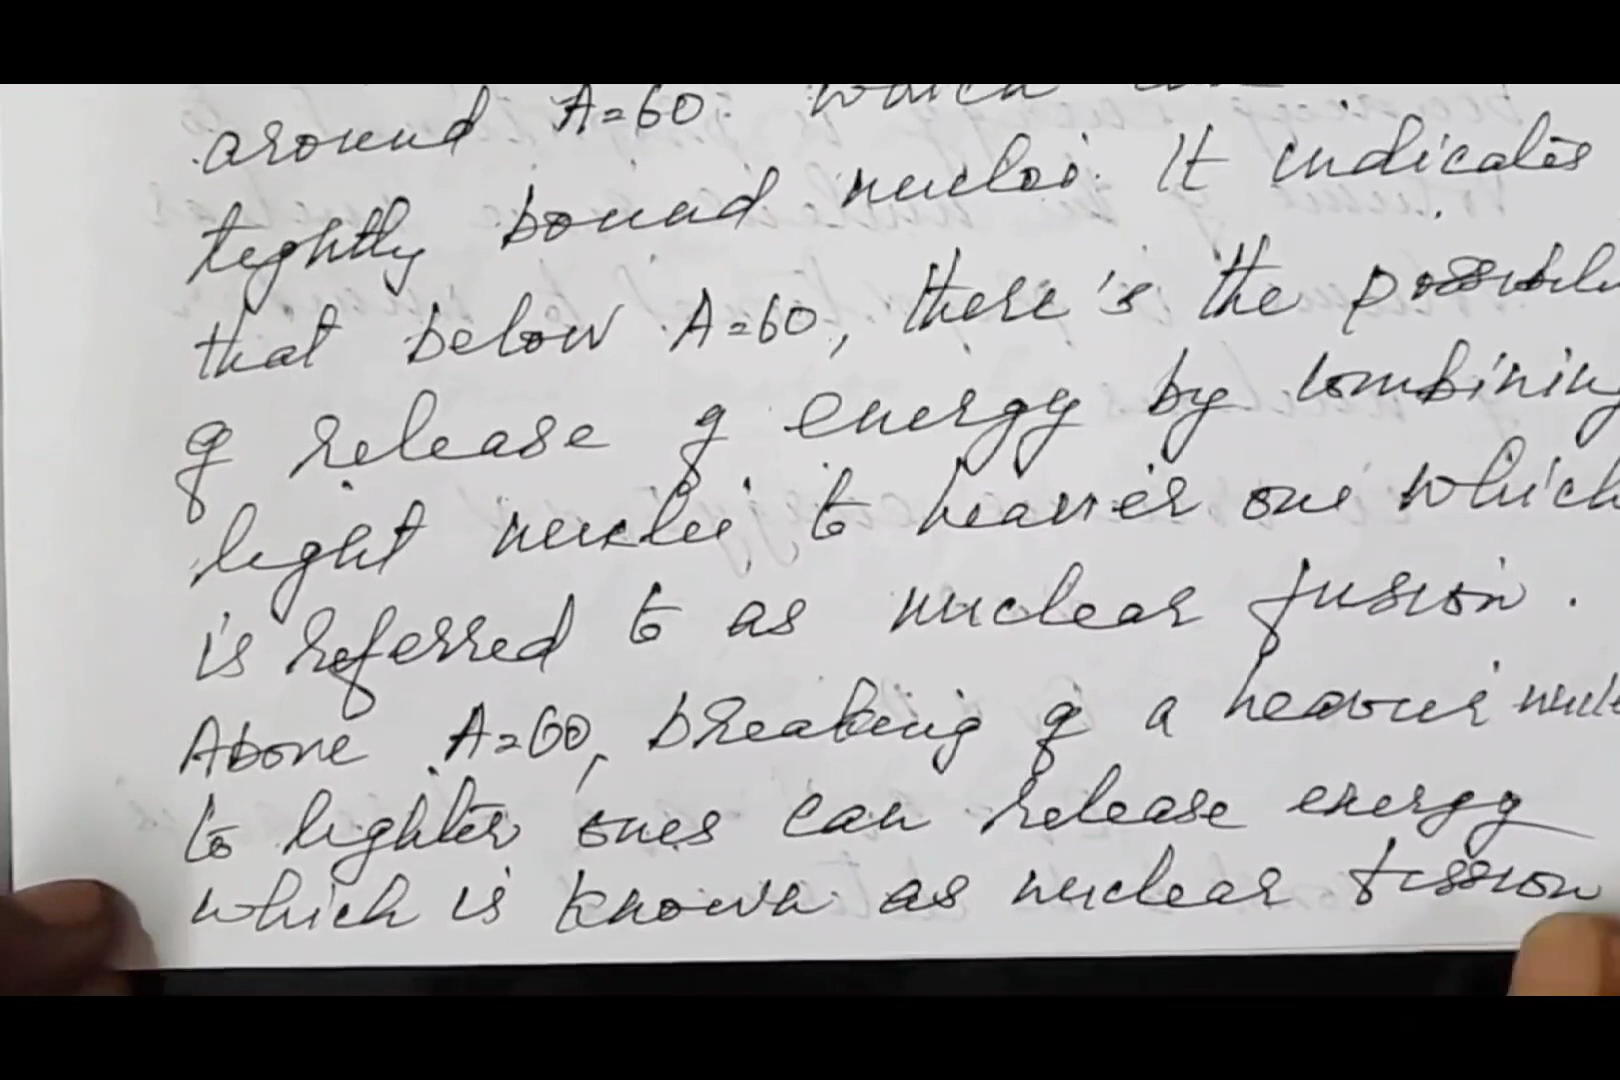 around A=60. which
tightly bound nuclei. It indicates
that below A=60, there's the
of release of energy by combining
light nuclei to heavier one which
is referred to as nuclear fusion.
Above A=60, breaking of a heavier
to lighter ones can release energy
which is known as nuclear fission